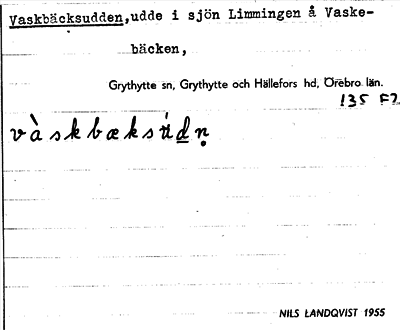 Vaskbäcksudden,udde i sjön Limmingen å Vaske-
bäcken,
Grythytte sn, Grythytte och Hällefors hd, Örebro län.
135 F2
vàskbæksúdṇ
NILS LANDQVIST 1955